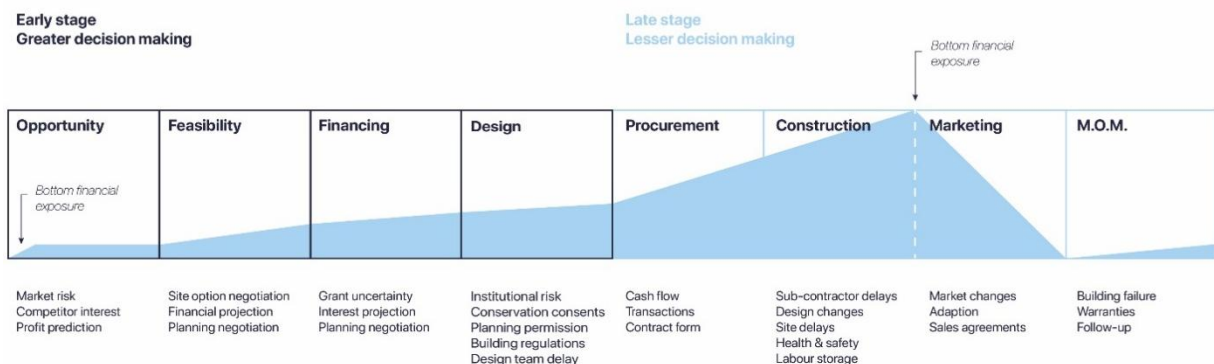 Early stage
Greater decision making
Late stage
Lesser decision making
Bottom financial
exposure
Opportunity
Feasibility
Financing
Design
Procurement
Construction
Marketing
M.O.M.
Bottom financial
exposure
Market risk
Competitor interest
Profit prediction
Site option negotiation
Financial projection
Planning negotiation
Grant uncertainty
Interest projection
Planning negotiation
Institutional risk
Conservation consents
Planning permission
Building regulations
Design team delay
Cash flow
Transactions
Contract form
Sub-contractor delays
Design changes
Site delays
Health & safety
Labour storage
Market changes
Adaption
Sales agreements
Building failure
Warranties
Follow-up